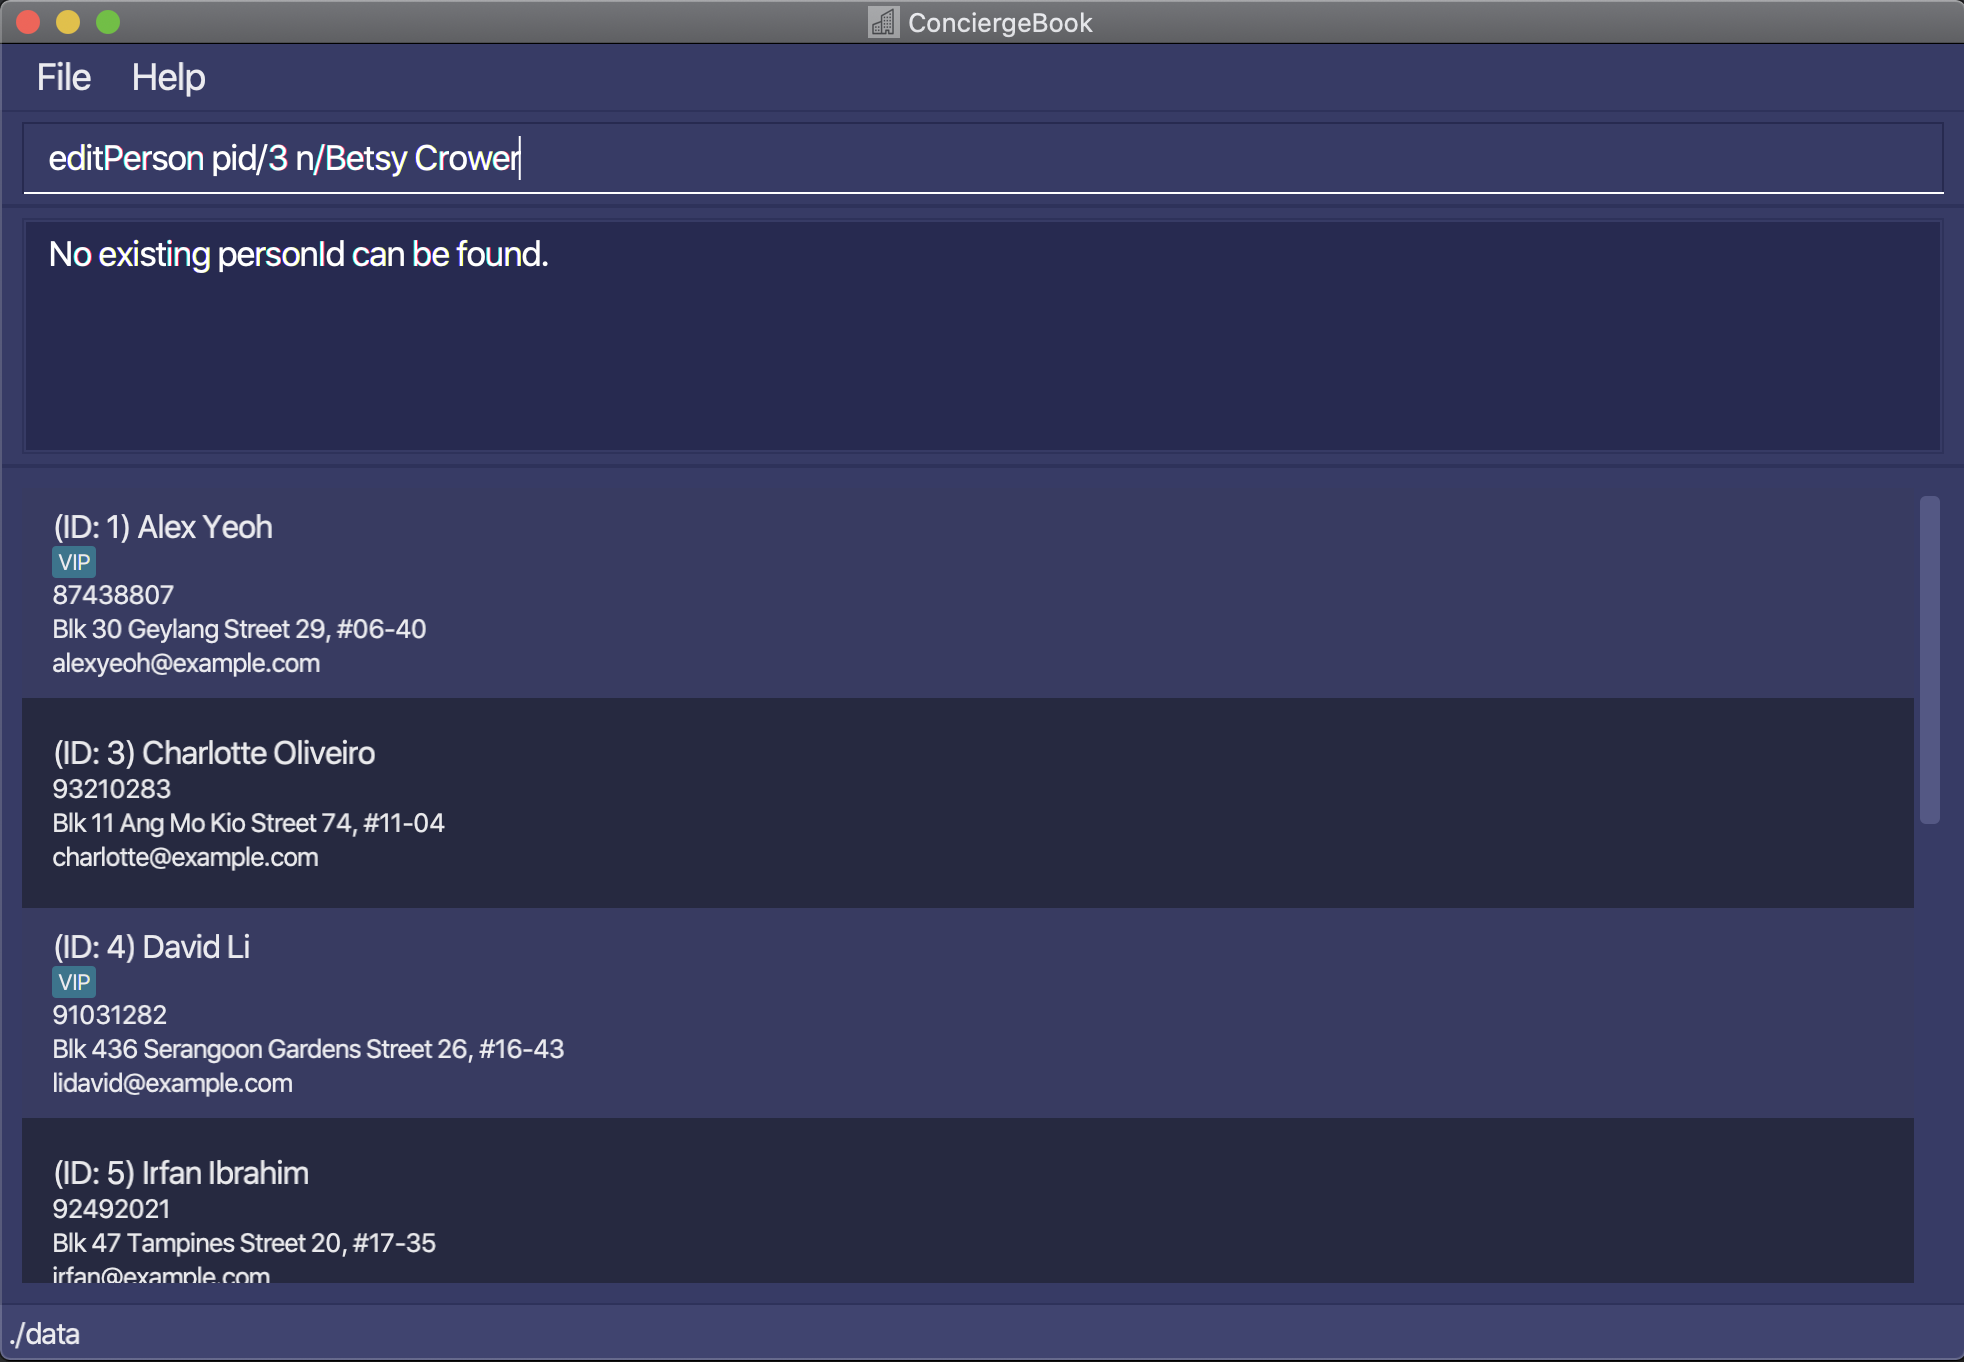 ConciergeBook
File Help
editPerson pid/3 n/Betsy Crower
No existing personId can be found.
(ID: 1) Alex Yeoh
VIP
87438807
Blk 30 Geylang Street 29, #06-40
alexyeoh@example.com
(ID: 3) Charlotte Oliveiro
93210283
Blk 11 Ang Mo Kio Street 74, #11-04
charlotte@example.com
(ID: 4) David Li
VIP
91031282
Blk 436 Serangoon Gardens Street 26, #16-43
lidavid@example.com
(ID: 5) Irfan Ibrahim
92492021
Blk 47 Tampines Street 20, #17-35
irfan@example.com
./data